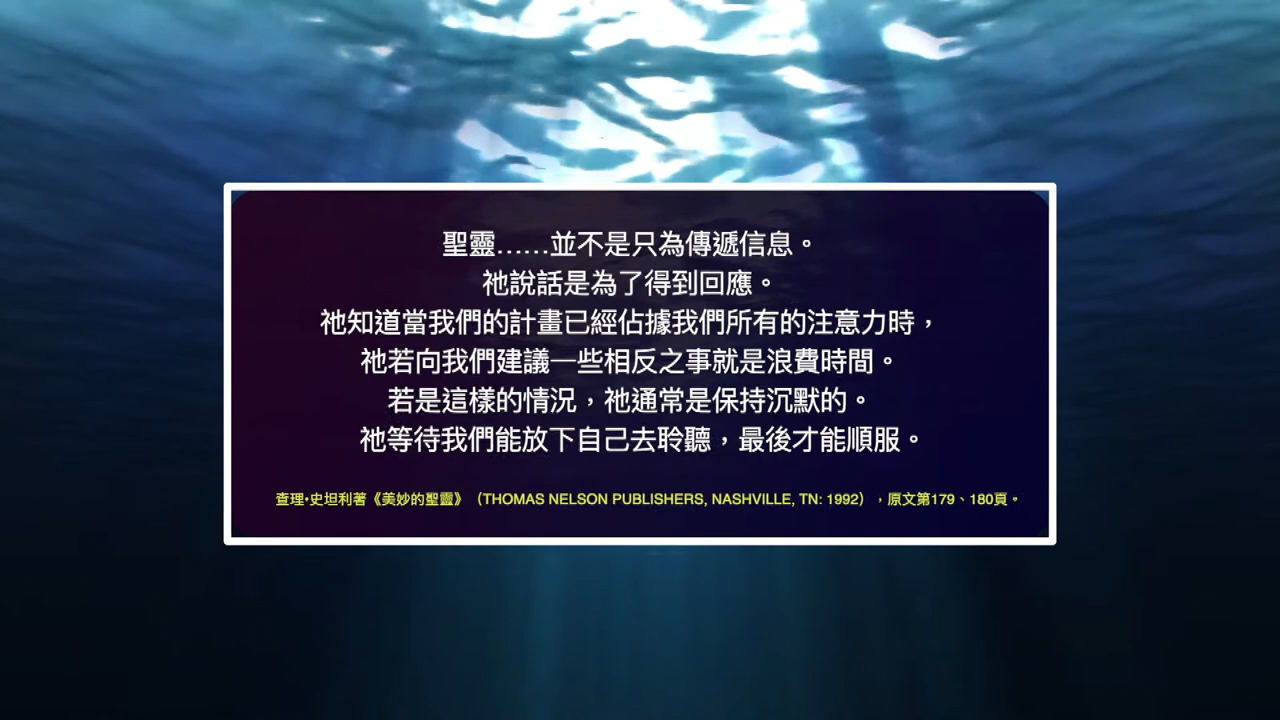 聖靈……並不是只為傳遞信息。
祂說話是為了得到回應。
祂知道當我們的計畫已經佔據我們所有的注意力時，
祂若向我們建議一些相反之事就是浪費時間。
若是這樣的情況，祂通常是保持沉默的。
祂等待我們能放下自己去聆聽，最後才能順服。
查理•史坦利著《美妙的聖靈》（THOMAS NELSON PUBLISHERS, NASHVILLE, TN: 1992），原文第179、180頁。